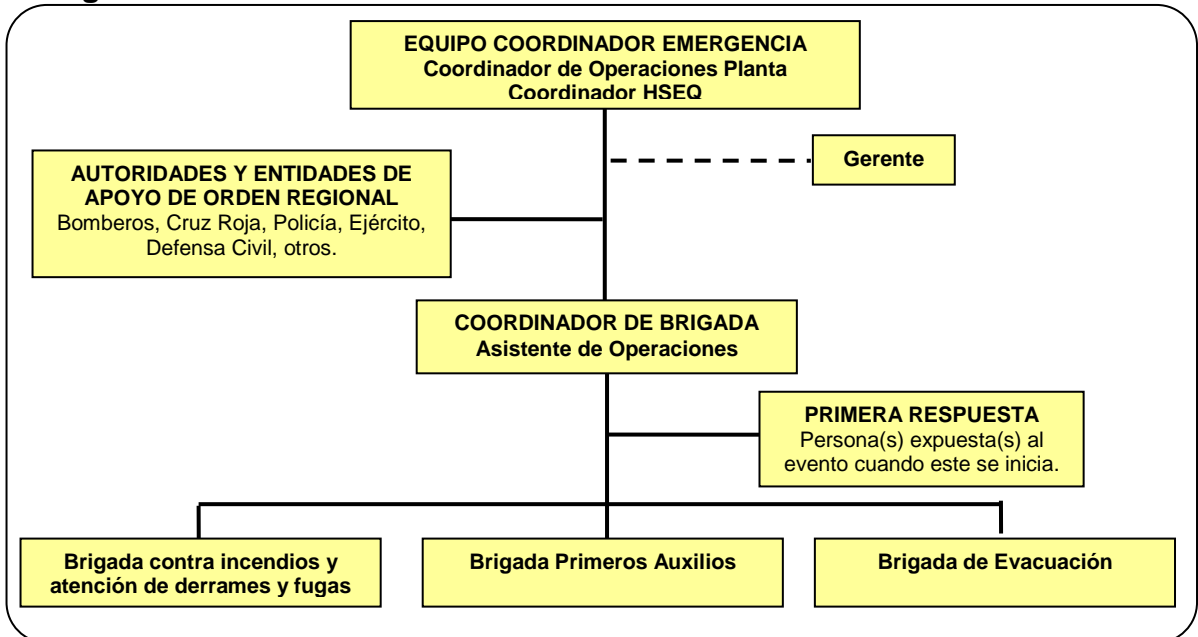 EQUIPO COORDINADOR EMERGENCIA
Coordinador de Operaciones Planta
Coordinador HSEQ
Gerente
AUTORIDADES Y ENTIDADES DE
APOYO DE ORDEN REGIONAL
Bomberos, Cruz Roja, Policía, Ejército,
Defensa Civil, otros.
COORDINADOR DE BRIGADA
Asistente de Operaciones
PRIMERA RESPUESTA
Persona(s) expuesta(s) al
evento cuando este se inicia.
Brigada contra incendios y
atención de derrames y fugas
Brigada Primeros Auxilios
Brigada de Evacuación